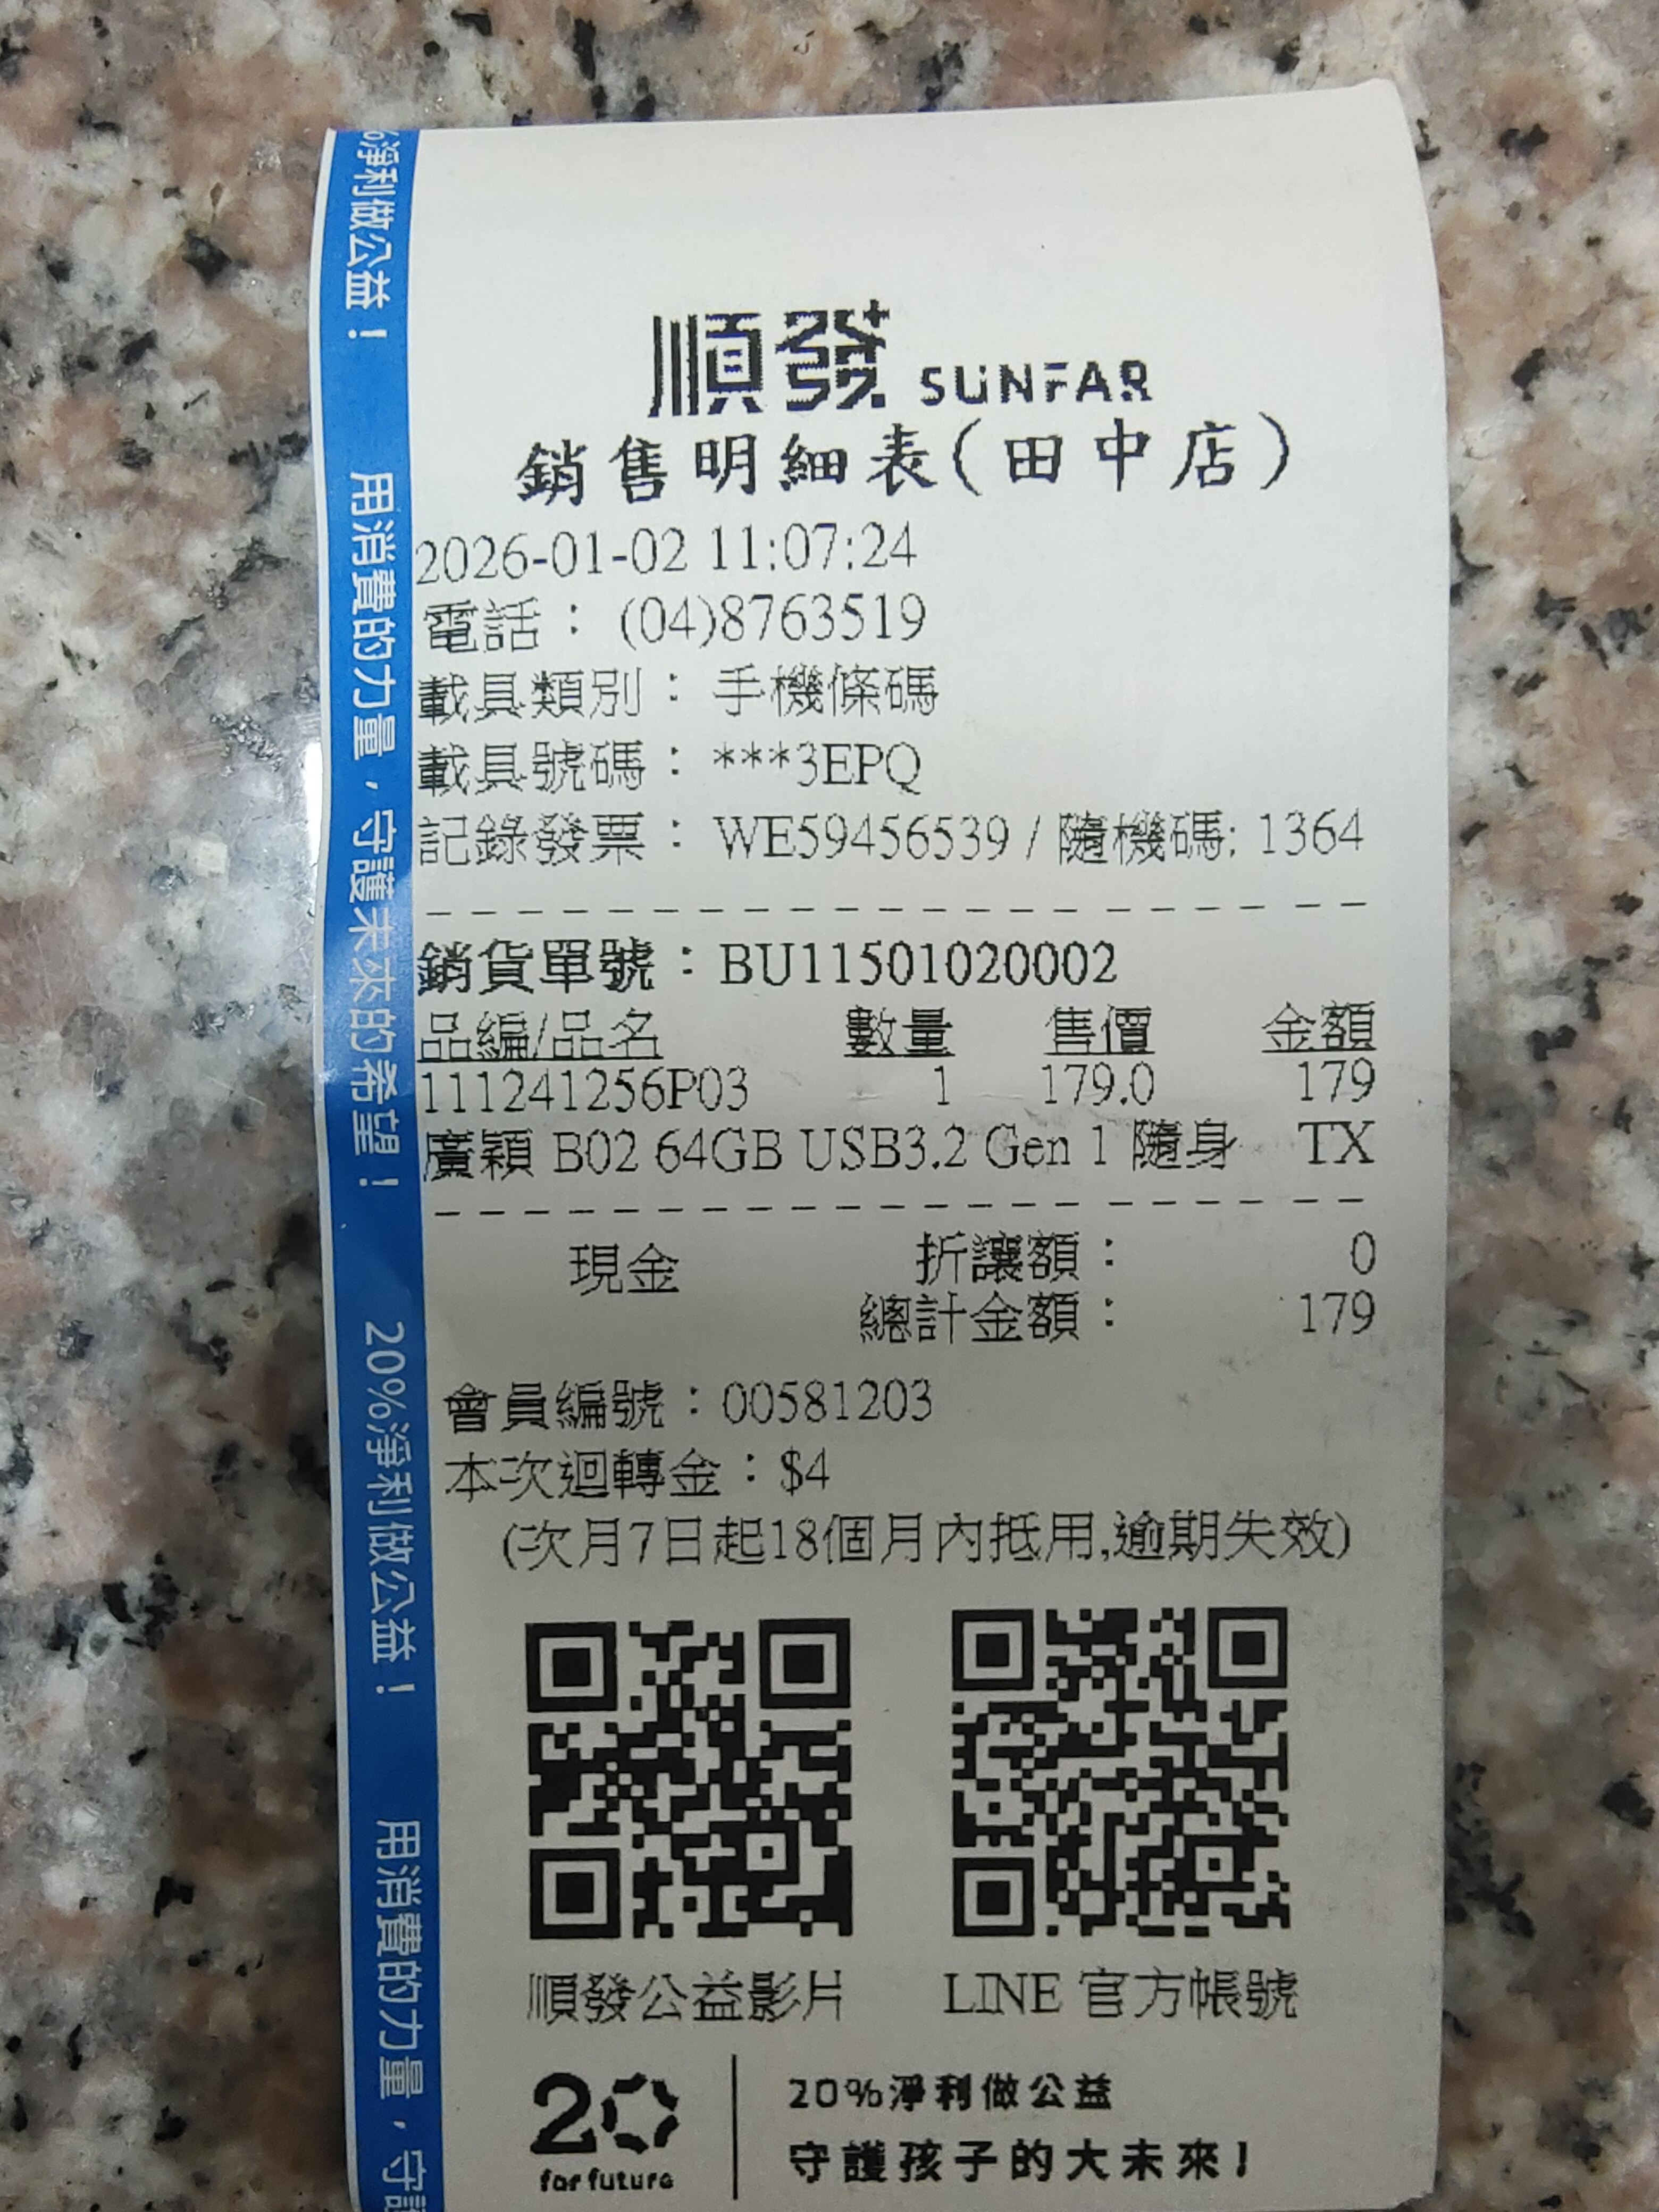 順發 SUNFAR
銷售明細表(田中店)
2026-01-02 11:07:24
電話： (04)8763519
載具類別： 手機條碼
載具號碼： ***3EPQ
記錄發票： WE59456539 / 隨機碼: 1364
銷貨單號：BU11501020002
品編/品名 數量 售價 金額
111241256P03 1 179.0 179
廣穎 B02 64GB USB3.2 Gen 1 隨身 TX
現金 折讓額： 0
總計金額： 179
會員編號：00581203
本次迴轉金：$4
(次月7日起18個月內抵用,逾期失效)
順發公益影片 LINE 官方帳號
20 for future
20%淨利做公益
守護孩子的大未來!
%淨利做公益！
用消費的力量，守護未來的希望！
20%淨利做公益！
用消費的力量，守護